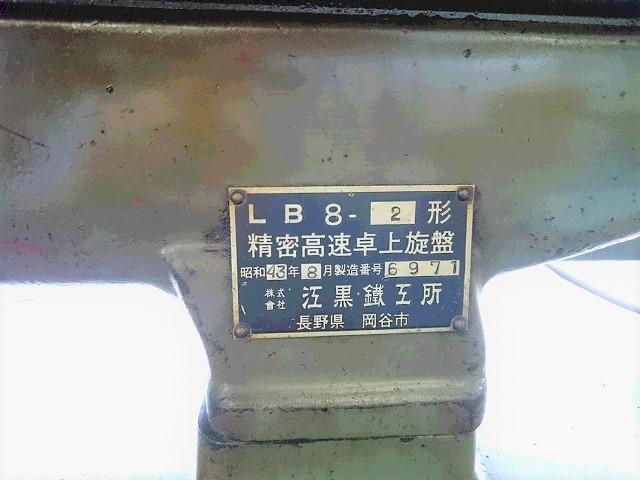 LB8-2形
精密高速卓上旋盤
昭和43年8月製造番号6971
株式會社 江黒鐵工所
長野県 岡谷市